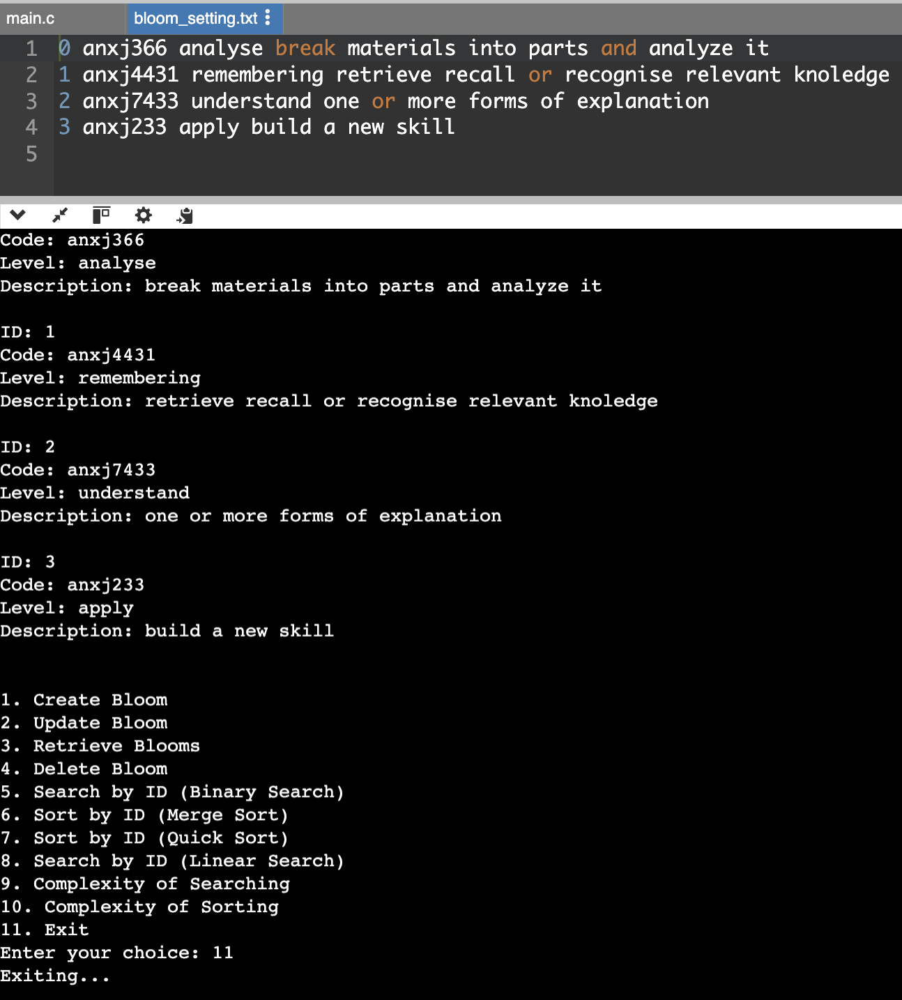 main.c
bloom_setting.txt
1 0 anxj366 analyse break materials into parts and analyze it
2 1 anxj4431 remembering retrieve recall or recognise relevant knoledge
3 2 anxj7433 understand one or more forms of explanation
4 3 anxj233 apply build a new skill
5
Code: anxj366
Level: analyse
Description: break materials into parts and analyze it
ID: 1
Code: anxj4431
Level: remembering
Description: retrieve recall or recognise relevant knoledge
ID: 2
Code: anxj7433
Level: understand
Description: one or more forms of explanation
ID: 3
Code: anxj233
Level: apply
Description: build a new skill
1. Create Bloom
2. Update Bloom
3. Retrieve Blooms
4. Delete Bloom
5. Search by ID (Binary Search)
6. Sort by ID (Merge Sort)
7. Sort by ID (Quick Sort)
8. Search by ID (Linear Search)
9. Complexity of Searching
10. Complexity of Sorting
11. Exit
Enter your choice: 11
Exiting...